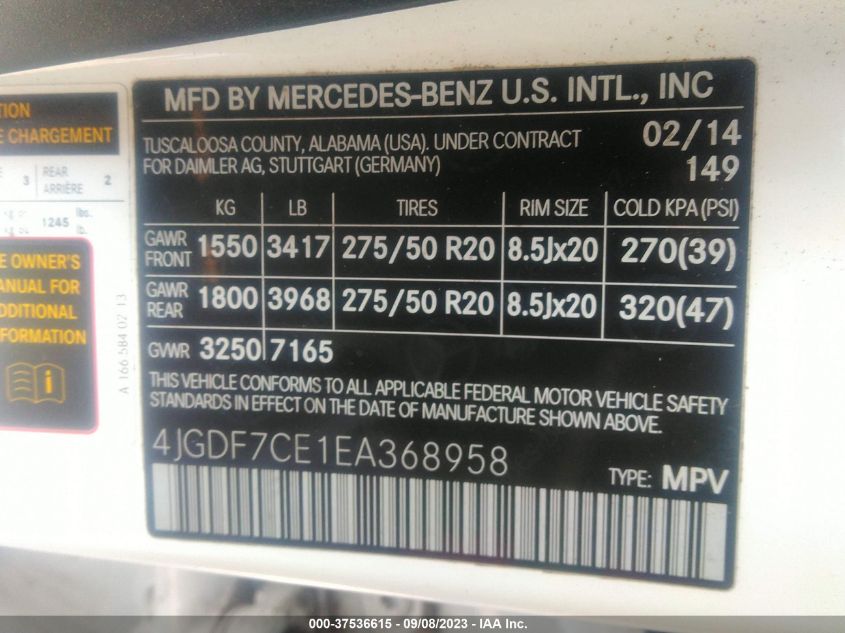 TION
E CHARGEMENT
3 REAR ARRIÈRE 2
1245 lbs.
lb.
E OWNER'S
ANUAL FOR
DDITIONAL
FORMATION
i
A 166 584 02 13
MFD BY MERCEDES-BENZ U.S. INTL., INC
TUSCALOOSA COUNTY, ALABAMA (USA). UNDER CONTRACT 02/14
FOR DAIMLER AG, STUTTGART (GERMANY) 149
KG LB TIRES RIM SIZE COLD KPA (PSI)
GAWR FRONT 1550 3417 275/50 R20 8.5Jx20 270(39)
GAWR REAR 1800 3968 275/50 R20 8.5Jx20 320(47)
GVWR 3250 7165
THIS VEHICLE CONFORMS TO ALL APPLICABLE FEDERAL MOTOR VEHICLE SAFETY
STANDARDS IN EFFECT ON THE DATE OF MANUFACTURE SHOWN ABOVE.
4JGDF7CE1EA368958
TYPE: MPV
000-37536615 - 09/08/2023 - IAA Inc.